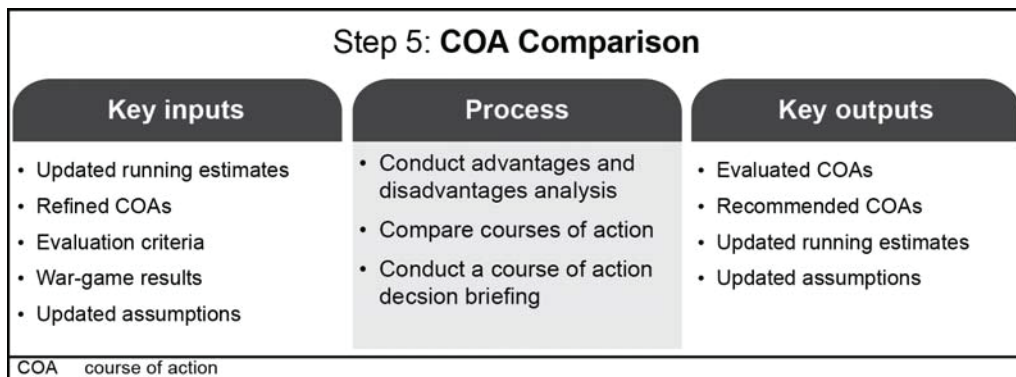 Step 5: COA Comparison
Key inputs
• Updated running estimates
• Refined COAs
• Evaluation criteria
• War-game results
• Updated assumptions
Process
• Conduct advantages and
disadvantages analysis
• Compare courses of action
• Conduct a course of action
decsion briefing
Key outputs
• Evaluated COAs
• Recommended COAs
• Updated running estimates
• Updated assumptions
COA course of action